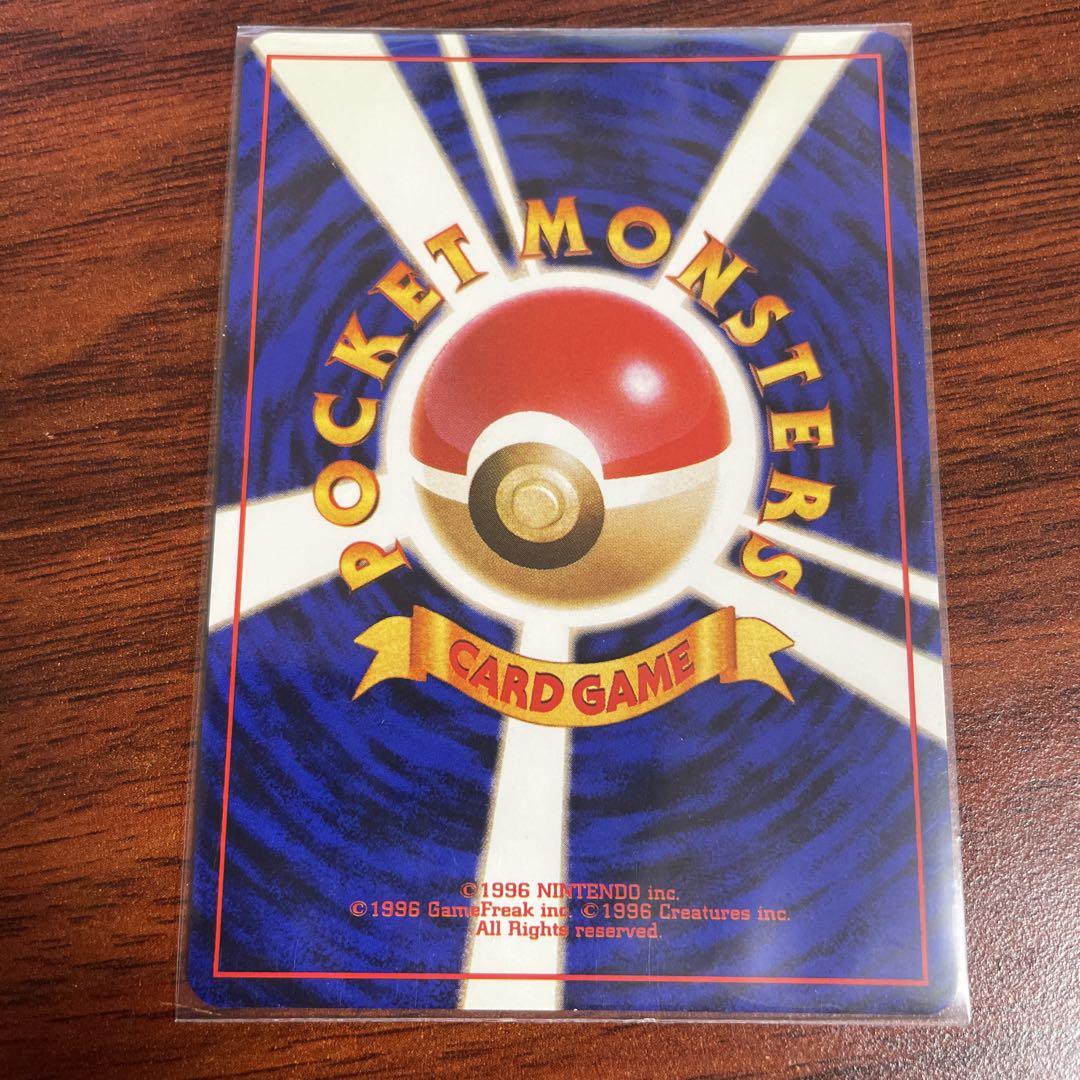 POCKET MONSTERS
CARD GAME
©1996 NINTENDO inc.
©1996 GameFreak inc. ©1996 Creatures inc.
All Rights reserved.